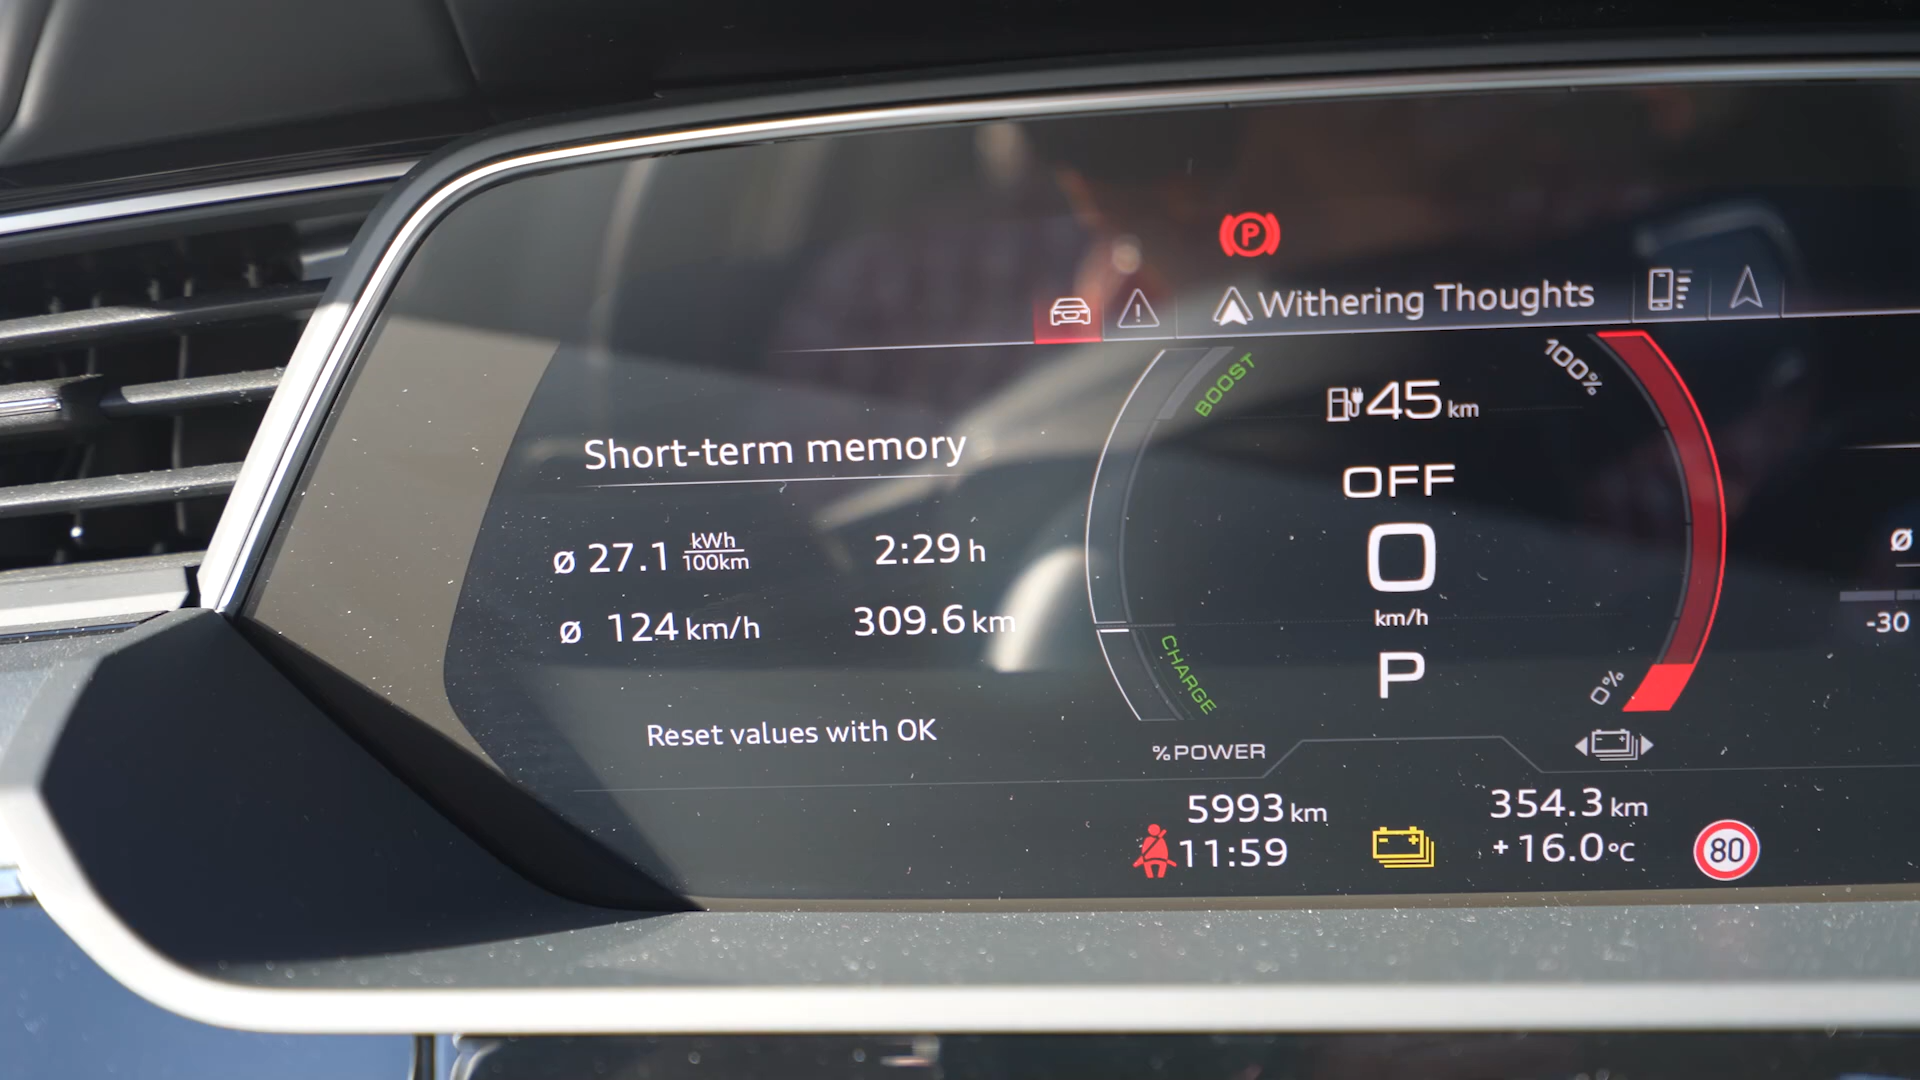 P
Withering Thoughts
BOOST
100%
45 km
Short-term memory
OFF
ø 27.1 kWh/100km 2:29 h
0
km/h
ø 124 km/h 309.6 km
CHARGE
P
0%
Reset values with OK
% POWER
5993 km
354.3 km
11:59
+ 16.0 °C
80
ø
-30